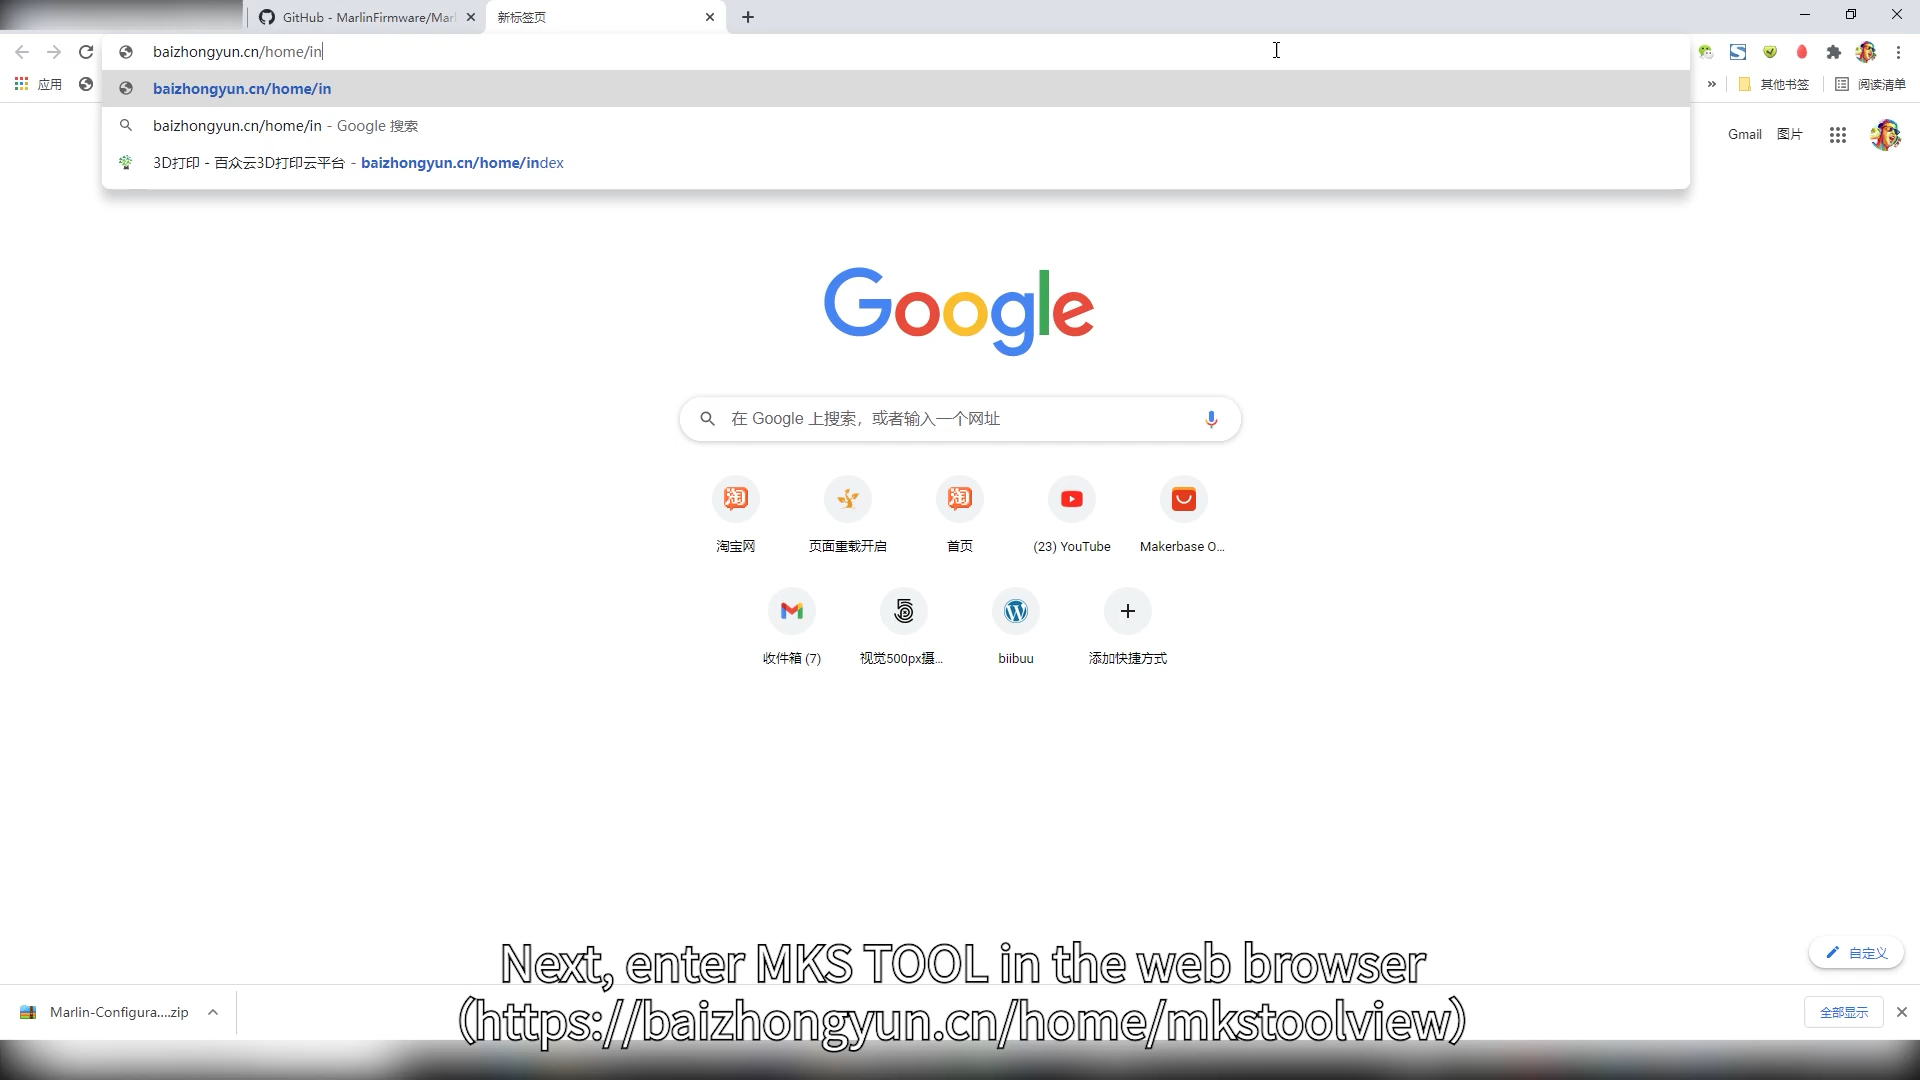 GitHub - MarlinFirmware/Mar
新标签页
baizhongyun.cn/home/in
应用
baizhongyun.cn/home/in
其他书签
阅读清单
baizhongyun.cn/home/in - Google 搜索
3D打印 - 百众云3D打印云平台 - baizhongyun.cn/home/index
Gmail 图片
Google
在 Google 上搜索，或者输入一个网址
淘宝网
页面重载开启
首页
(23) YouTube
Makerbase O...
收件箱 (7)
视觉500px摄...
biibuu
添加快捷方式
自定义
Next, enter MKS TOOL in the web browser
(https://baizhongyun.cn/home/mkstoolview)
Marlin-Configura....zip
全部显示